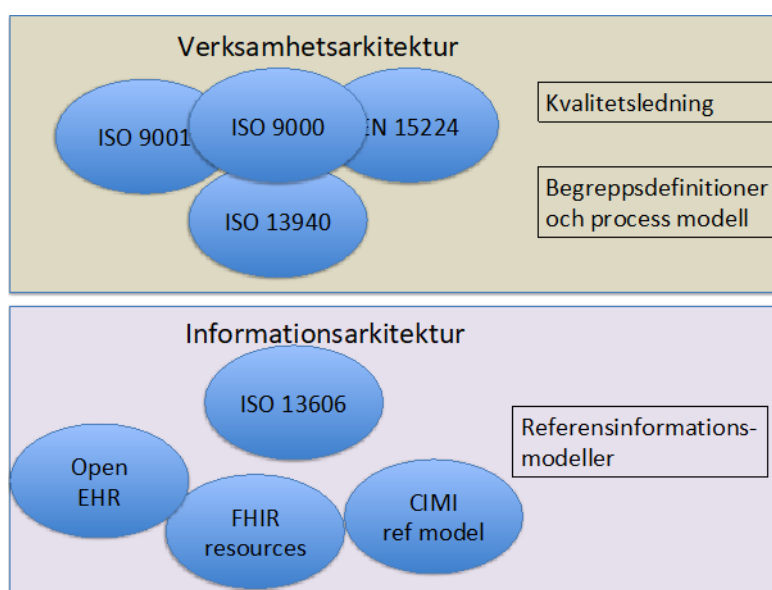 Verksamhetsarkitektur
ISO 9001
ISO 9000
EN 15224
Kvalitetsledning
ISO 13940
Begreppsdefinitioner
och process modell
Informationsarkitektur
ISO 13606
Referensinformations-
modeller
Open
EHR
FHIR
resources
CIMI
ref model